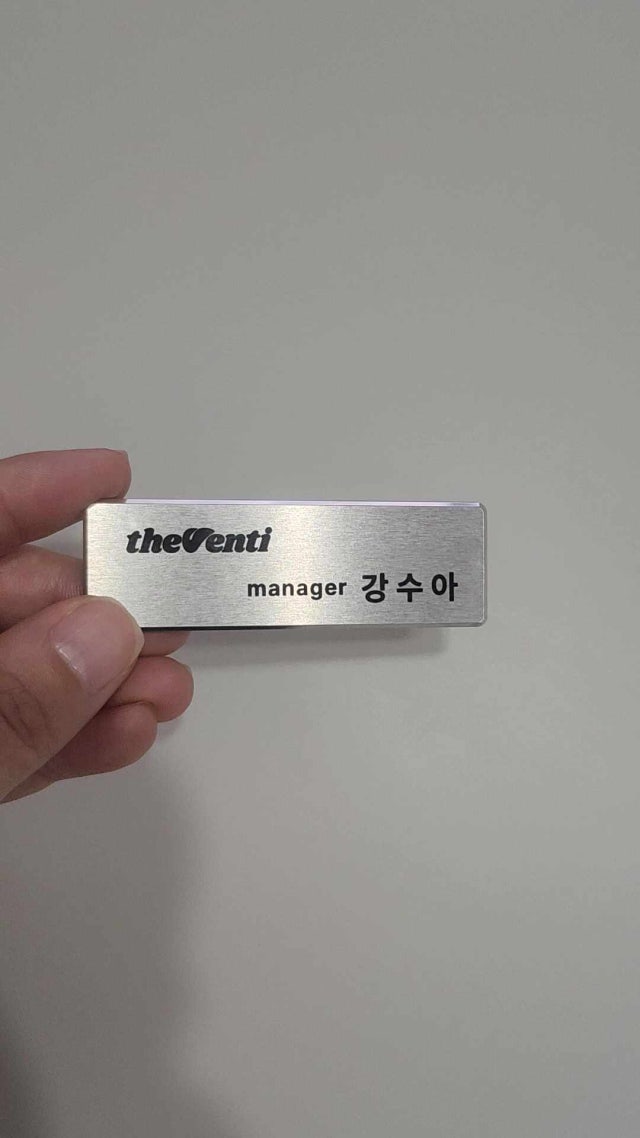 theVenti
manager 강수아